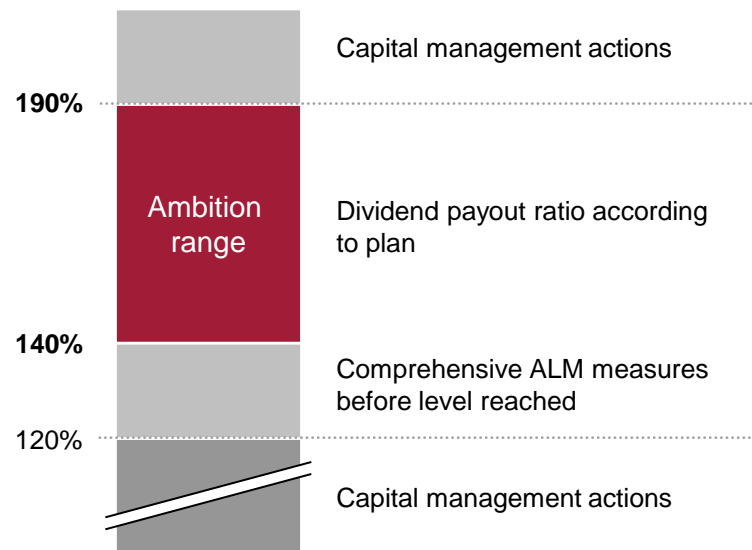 Capital management actions
190%
Ambition
range
Dividend payout ratio according
to plan
140%
Comprehensive ALM measures
before level reached
120%
Capital management actions